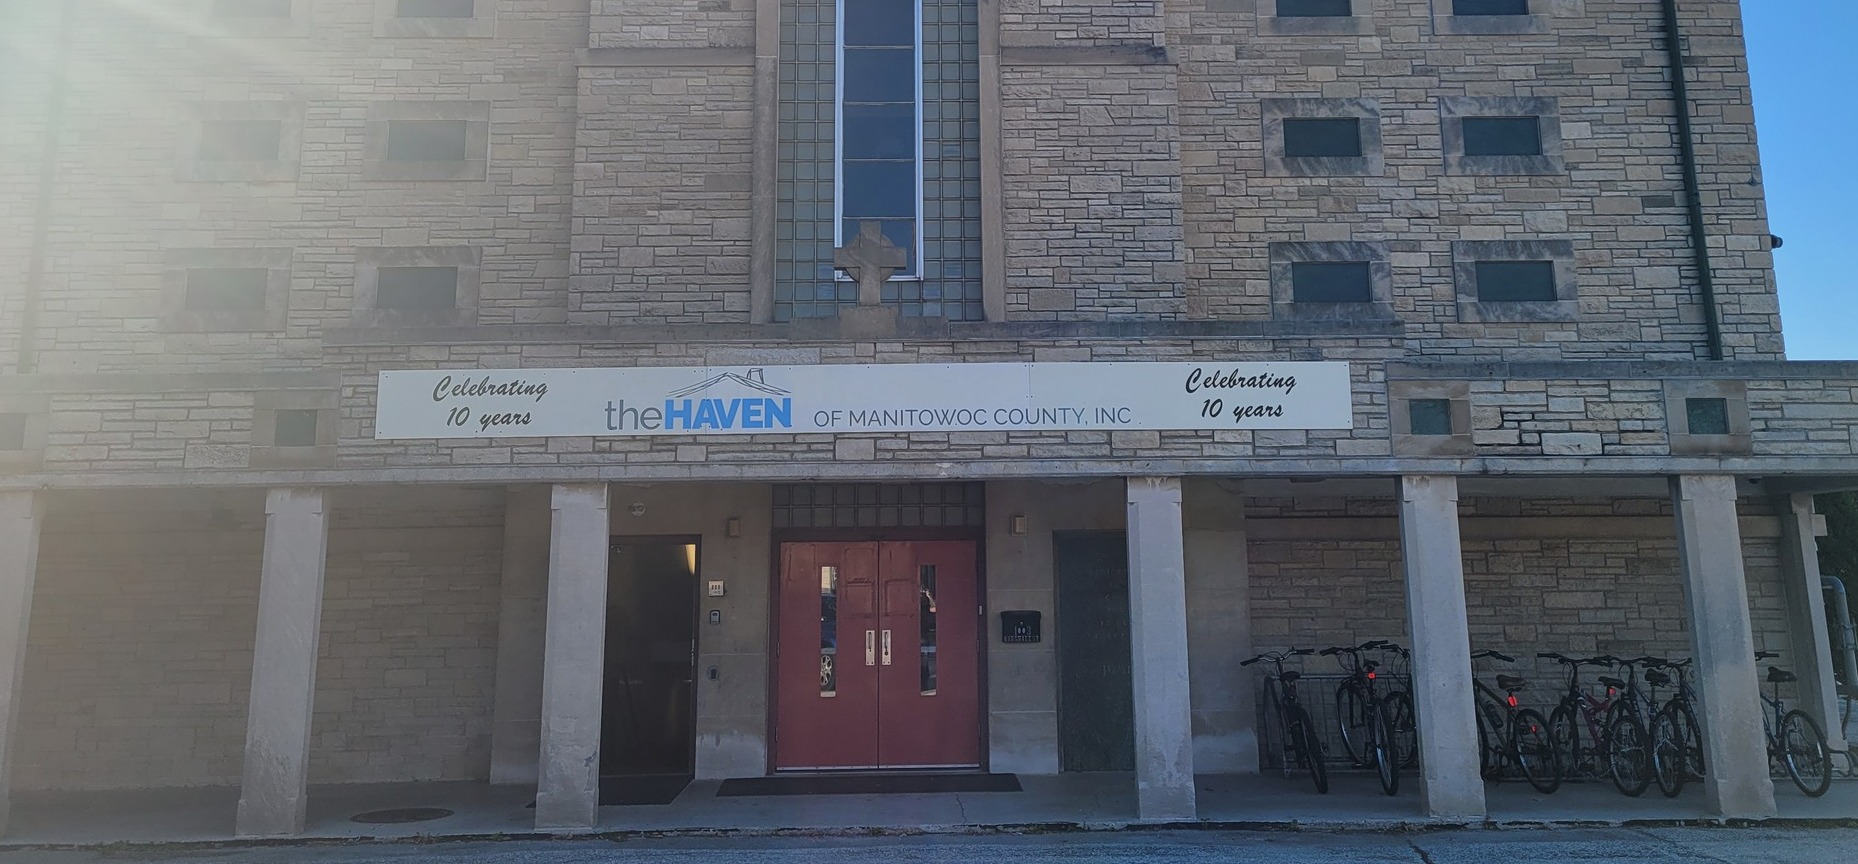 Celebrating
10 years
theHAVEN OF MANITOWOC COUNTY, INC
Celebrating
10 years